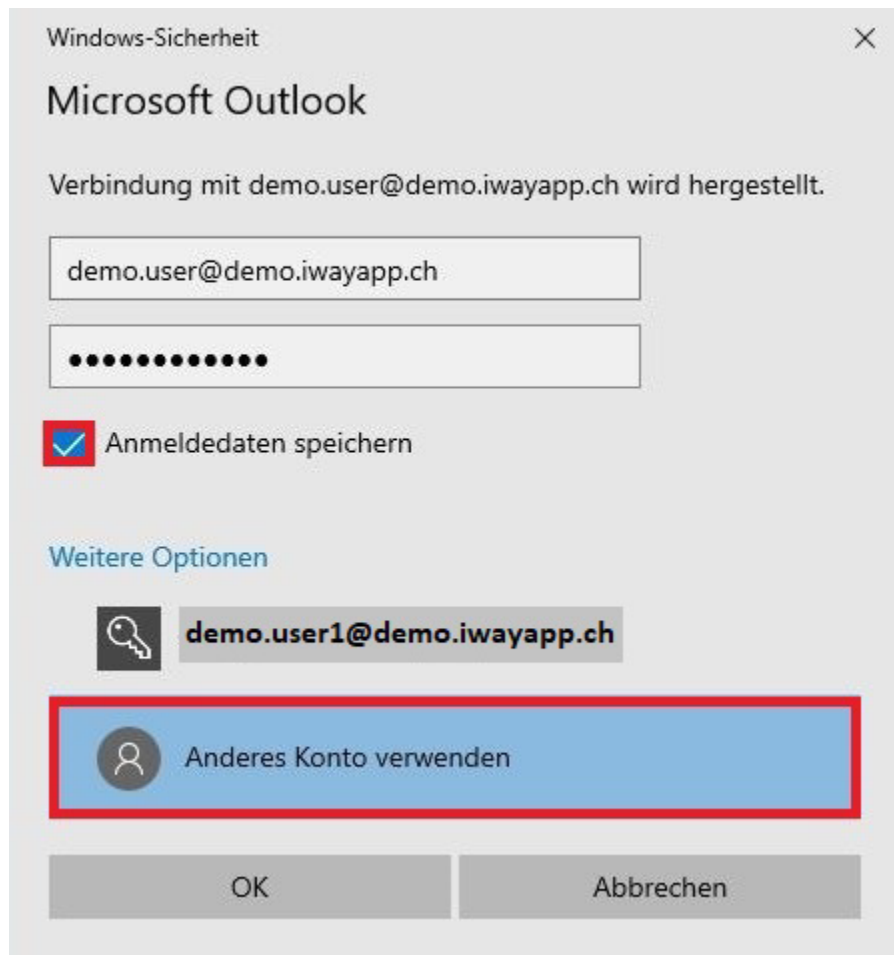 Windows-Sicherheit
Microsoft Outlook
Verbindung mit demo.user@demo.iwayapp.ch wird hergestellt.
demo.user@demo.iwayapp.ch
●●●●●●●●●●●●
Anmeldedaten speichern
Weitere Optionen
demo.user1@demo.iwayapp.ch
Anderes Konto verwenden
OK
Abbrechen